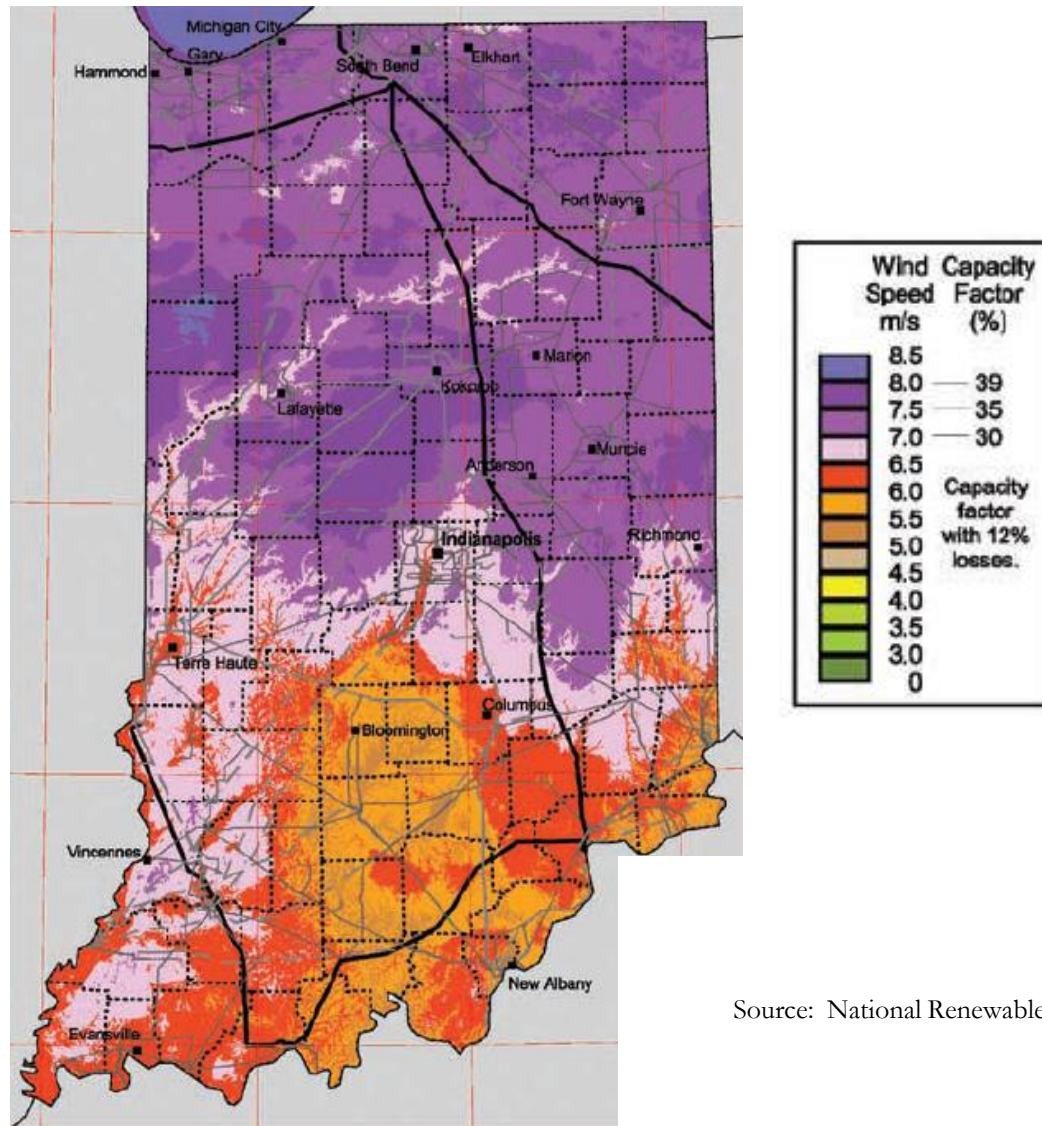 Michigan City
Gary
Hammond
South Bend
Elkhart
Fort Wayne
Marion
Kokomo
Lafayette
Muncie
Anderson
Indianapolis
Richmond
Terre Haute
Columbus
Bloomington
Vincennes
New Albany
Evansville
Wind Capacity
Speed Factor
m/s (%)
8.5
8.0 39
7.5 35
7.0 30
6.5
6.0
5.5
5.0
4.5
4.0
3.5
3.0
0
Capacity
factor
with 12%
losses.
Source: National Renewable